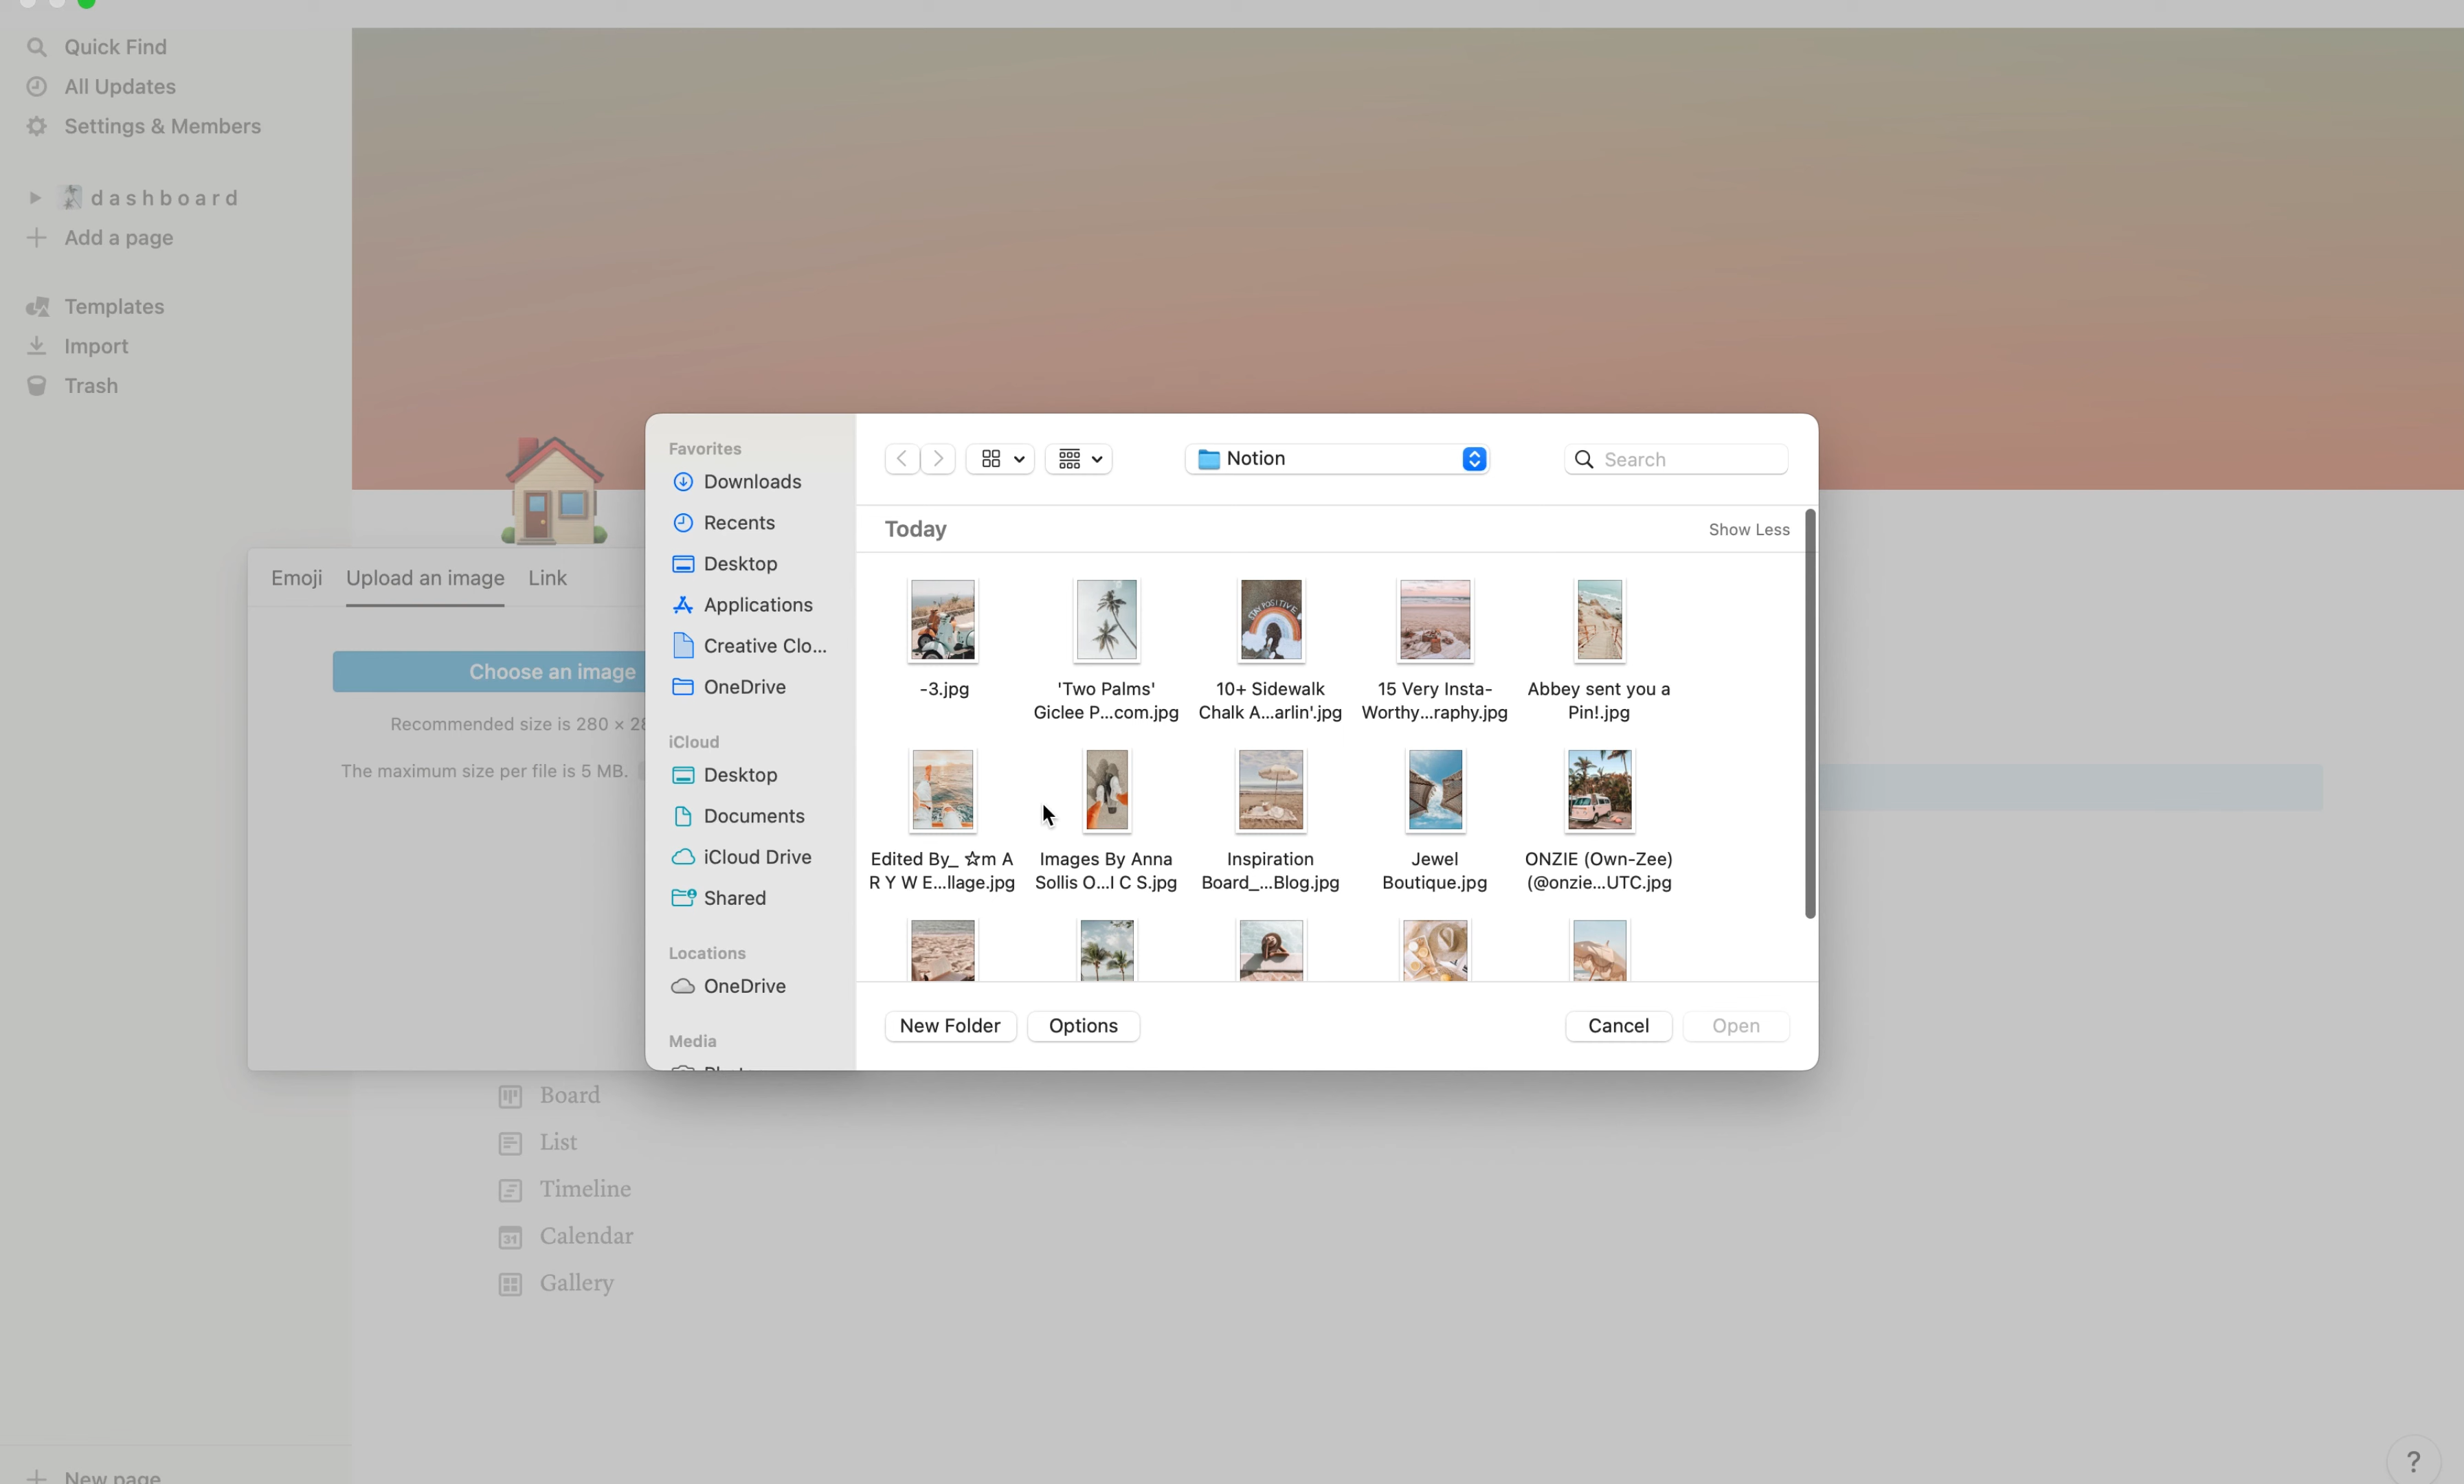 Quick Find
All Updates
Settings & Members
d a s h b o a r d
Add a page
Templates
Import
Trash
Emoji Upload an image Link
Choose an image
Recommended size is 280 ×
The maximum size per file is 5 MB.
Favorites
Downloads
Recents
Desktop
Applications
Creative Clo...
OneDrive
iCloud
Desktop
Documents
iCloud Drive
Shared
Locations
OneDrive
Media
Notion
Search
Today
Show Less
STAY POSITIVE
-3.jpg
'Two Palms'
Giclee P...com.jpg
10+ Sidewalk
Chalk A...arlin'.jpg
15 Very Insta-
Worthy...raphy.jpg
Abbey sent you a
Pin!.jpg
Edited By_ ☆m A
R Y W E...llage.jpg
Images By Anna
Sollis O...I C S.jpg
Inspiration
Board_...Blog.jpg
Jewel
Boutique.jpg
ONZIE (Own-Zee)
(@onzie...UTC.jpg
New Folder
Options
Cancel
Open
Board
List
Timeline
31
Calendar
Gallery
New page
?